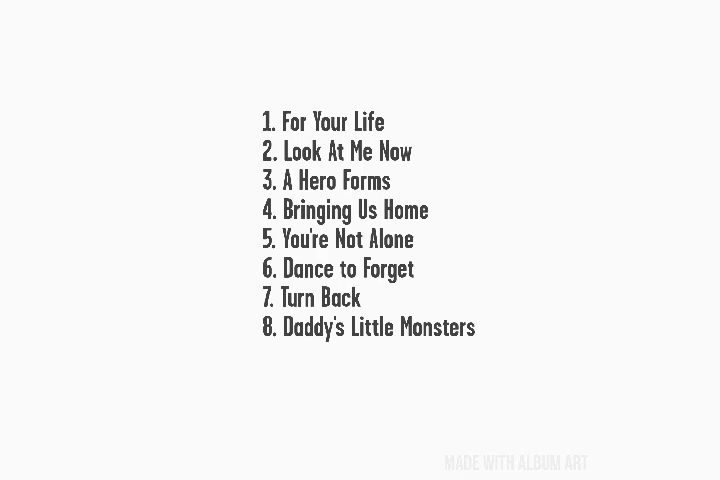 1. For Your Life
2. Look At Me Now
3. A Hero Forms
4. Bringing Us Home
5. You're Not Alone
6. Dance to Forget
7. Turn Back
8. Daddy's Little Monsters
MADE WITH ALBUM ART